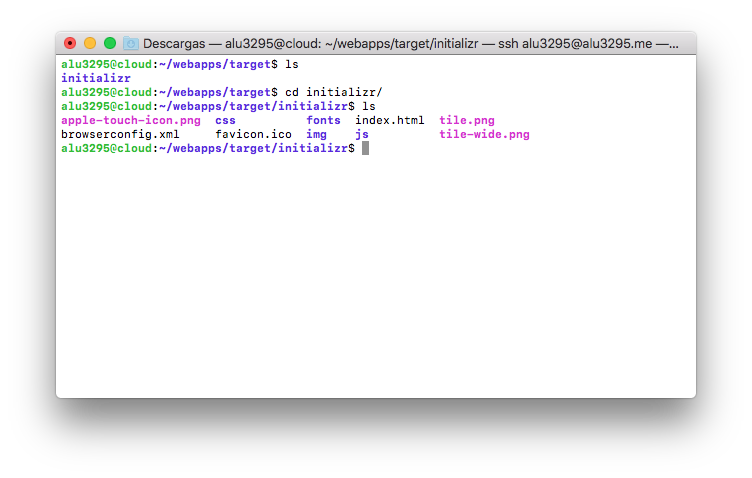 Descargas — alu3295@cloud: ~/webapps/target/initializr — ssh alu3295@alu3295.me —...
alu3295@cloud:~/webapps/target$ ls
initializr
alu3295@cloud:~/webapps/target$ cd initializr/
alu3295@cloud:~/webapps/target/initializr$ ls
apple-touch-icon.png  css          fonts  index.html  tile.png
browserconfig.xml     favicon.ico  img    js          tile-wide.png
alu3295@cloud:~/webapps/target/initializr$